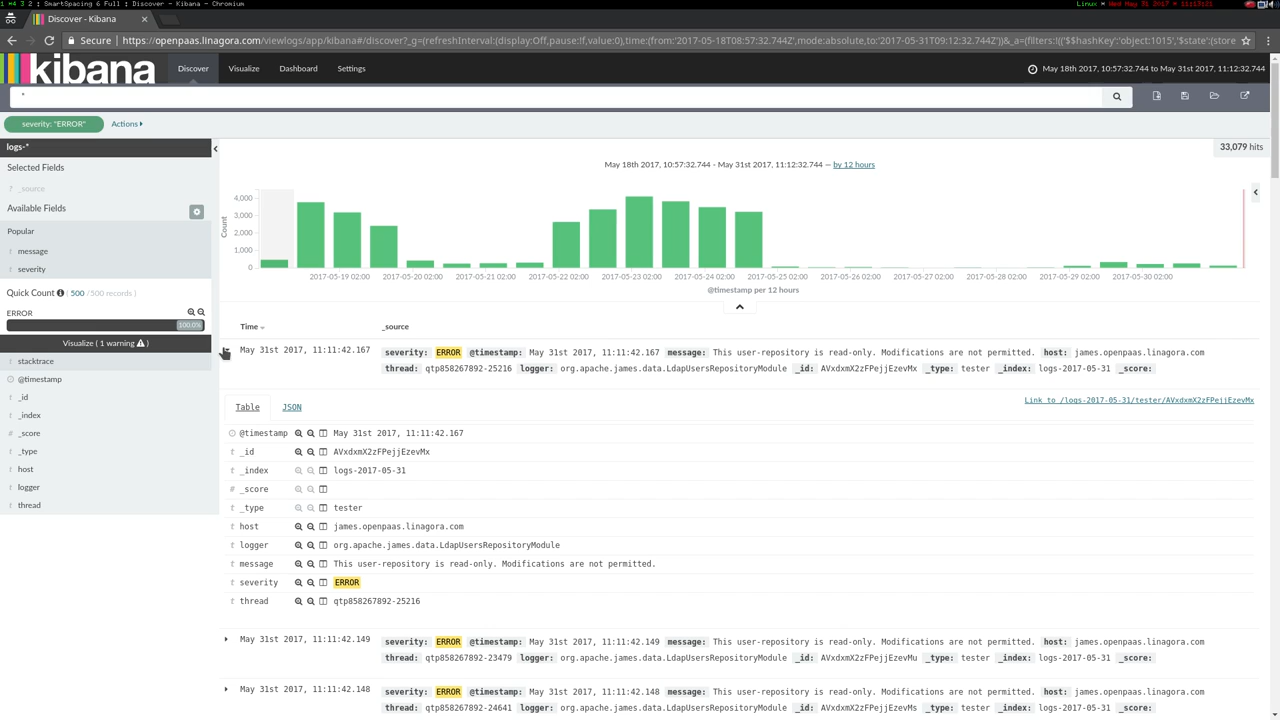 1 #4 3 2 : SmartSpacing 6 Full : Discover - Kibana - Chromium
Linux × Wed May 31 2017 × 11:13:21
Discover - Kibana ×
Secure | https://openpaas.linagora.com/viewlogs/app/kibana#/discover?_g=(refreshInterval:(display:Off,pause:!f,value:0),time:(from:'2017-05-18T08:57:32.744Z',mode:absolute,to:'2017-05-31T09:12:32.744Z'))&_a=(filters:!(('$$hashKey':'object:1015','$state':(store
kibana Discover Visualize Dashboard Settings May 18th 2017, 10:57:32.744 to May 31st 2017, 11:12:32.744
*
severity: "ERROR" Actions
logs-*
33,079 hits
Selected Fields
_source
Available Fields
Popular
message
severity
Quick Count ( 500 /500 records )
ERROR
100.0%
Visualize ( 1 warning )
stacktrace
@timestamp
_id
_index
_score
_type
host
logger
thread
May 18th 2017, 10:57:32.744 - May 31st 2017, 11:12:32.744 — by 12 hours
Count
4,000
3,000
2,000
1,000
0
2017-05-19 02:00 2017-05-20 02:00 2017-05-21 02:00 2017-05-22 02:00 2017-05-23 02:00 2017-05-24 02:00 2017-05-25 02:00 2017-05-26 02:00 2017-05-27 02:00 2017-05-28 02:00 2017-05-29 02:00 2017-05-30 02:00
@timestamp per 12 hours
Time _source
May 31st 2017, 11:11:42.167 severity: ERROR @timestamp: May 31st 2017, 11:11:42.167 message: This user-repository is read-only. Modifications are not permitted. host: james.openpaas.linagora.com
thread: qtp858267892-25216 logger: org.apache.james.data.LdapUsersRepositoryModule _id: AVxdxmX2zFPejjEzevMx _type: tester _index: logs-2017-05-31 _score:
Table JSON Link to /logs-2017-05-31/tester/AVxdxmX2zFPejjEzevMx
t @timestamp May 31st 2017, 11:11:42.167
t _id AVxdxmX2zFPejjEzevMx
t _index logs-2017-05-31
# _score
t _type tester
t host james.openpaas.linagora.com
t logger org.apache.james.data.LdapUsersRepositoryModule
t message This user-repository is read-only. Modifications are not permitted.
t severity ERROR
t thread qtp858267892-25216
May 31st 2017, 11:11:42.149 severity: ERROR @timestamp: May 31st 2017, 11:11:42.149 message: This user-repository is read-only. Modifications are not permitted. host: james.openpaas.linagora.com
thread: qtp858267892-23479 logger: org.apache.james.data.LdapUsersRepositoryModule _id: AVxdxmX2zFPejjEzevMu _type: tester _index: logs-2017-05-31 _score:
May 31st 2017, 11:11:42.148 severity: ERROR @timestamp: May 31st 2017, 11:11:42.148 message: This user-repository is read-only. Modifications are not permitted. host: james.openpaas.linagora.com
thread: qtp858267892-24641 logger: org.apache.james.data.LdapUsersRepositoryModule _id: AVxdxmX2zFPejjEzevMs _type: tester _index: logs-2017-05-31 _score: